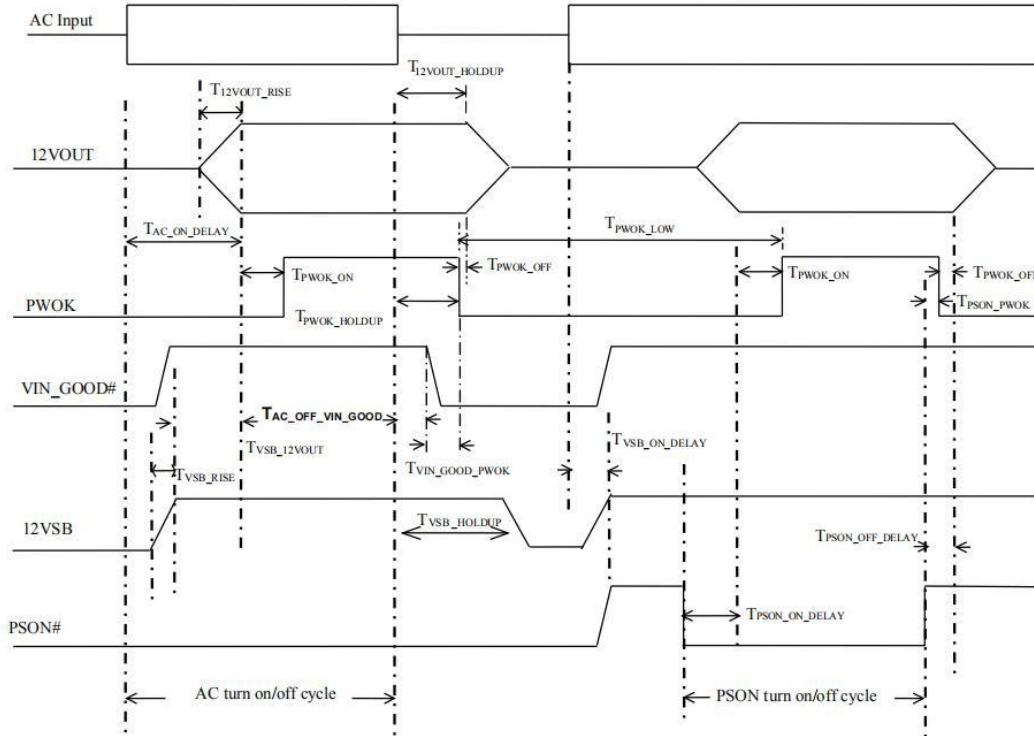 AC Input
T12VOUT_HOLDUP
T12VOUT_RISE
12VOUT
TAC_ON_DELAY
TPWOK_LOW
TPWOK_ON
TPWOK_OFF
TPWOK_ON
TPWOK_OFF
PWOK
TPWOK_HOLDUP
TPSON_PWOK
VIN_GOOD#
TAC_OFF_VIN_GOOD
TVSB_12VOUT
TVSB_ON_DELAY
TVSB_RISE
TVIN_GOOD_PWOK
12VSB
TVSB_HOLDUP
TPSON_OFF_DELAY
PSON#
TPSON_ON_DELAY
AC turn on/off cycle
PSON turn on/off cycle